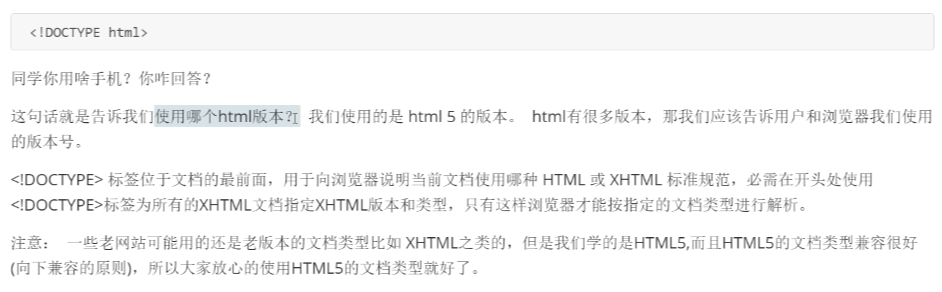 <!DOCTYPE html>
同学你用啥手机？你咋回答？
这句话就是告诉我们使用哪个html版本？ 我们使用的是 html 5 的版本。 html有很多版本，那我们应该告诉用户和浏览器我们使用
的版本号。
<!DOCTYPE> 标签位于文档的最前面，用于向浏览器说明当前文档使用哪种 HTML 或 XHTML 标准规范，必需在开头处使用
<!DOCTYPE>标签为所有的XHTML文档指定XHTML版本和类型，只有这样浏览器才能按指定的文档类型进行解析。
注意： 一些老网站可能用的还是老版本的文档类型比如 XHTML之类的，但是我们学的是HTML5,而且HTML5的文档类型兼容很好
(向下兼容的原则)，所以大家放心的使用HTML5的文档类型就好了。